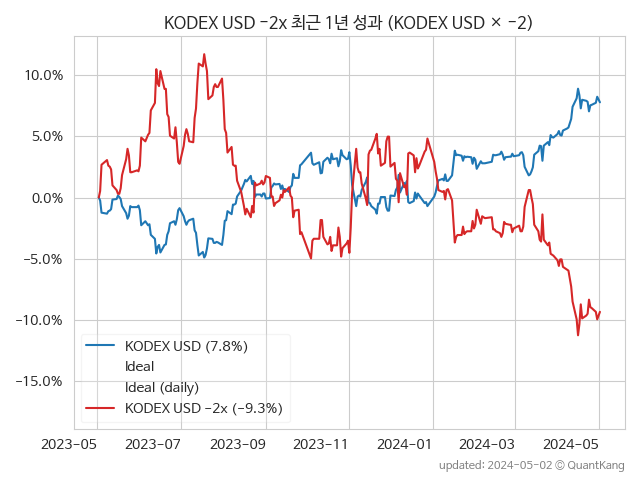 KODEX USD −2x 최근 1년 성과 (KODEX USD × −2)
10.0%
5.0%
0.0%
−5.0%
−10.0%
−15.0%
KODEX USD (7.8%)
Ideal
Ideal (daily)
KODEX USD −2x (−9.3%)
2023-05
2023-07
2023-09
2023-11
2024-01
2024-03
2024-05
updated: 2024-05-02 © QuantKang